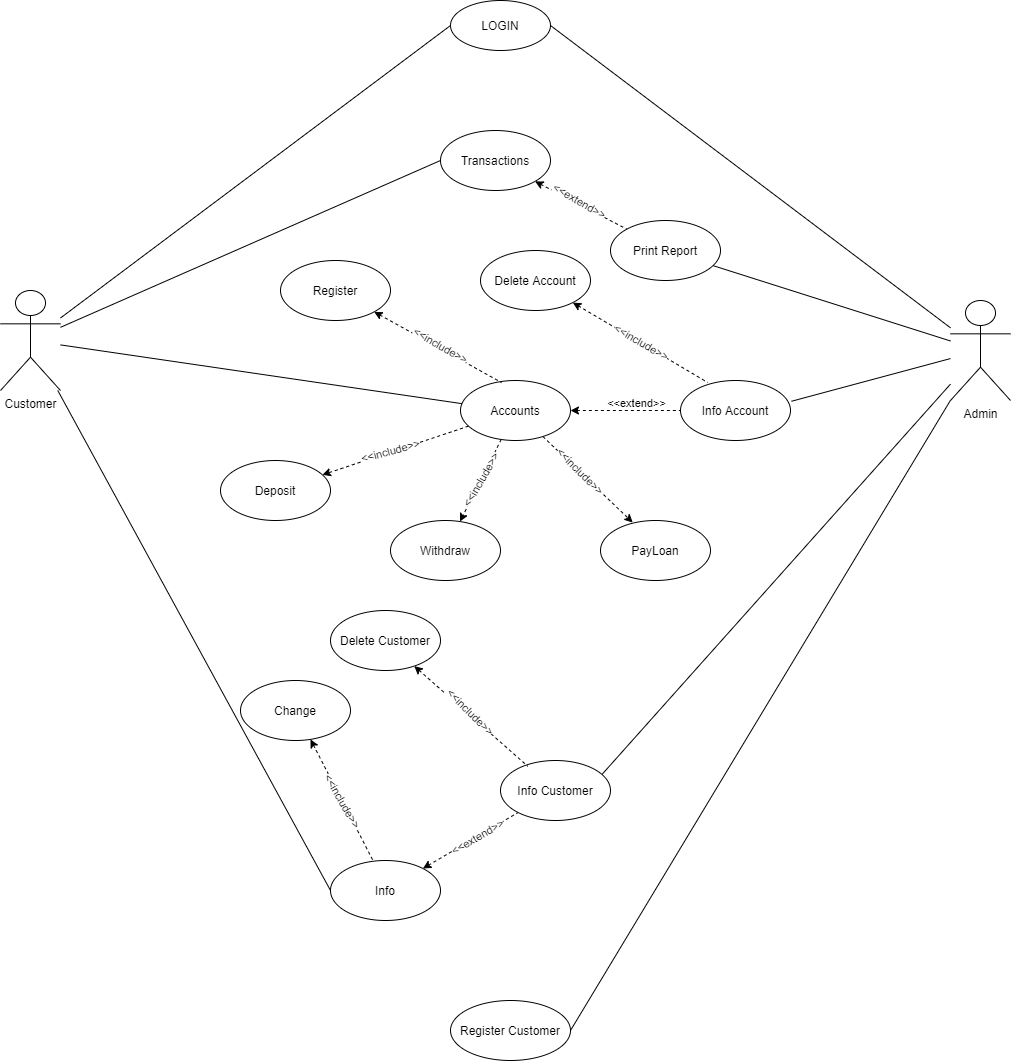 LOGIN
Transactions
<<extend>>
Print Report
Delete Account
Register
<<include>>
<<include>>
Customer
Accounts
<<extend>>
Info Account
Admin
<<include>>
<<include>>
<<include>>
Deposit
Withdraw
PayLoan
Delete Customer
Change
<<include>>
Info Customer
<<include>>
<<extend>>
Info
Register Customer